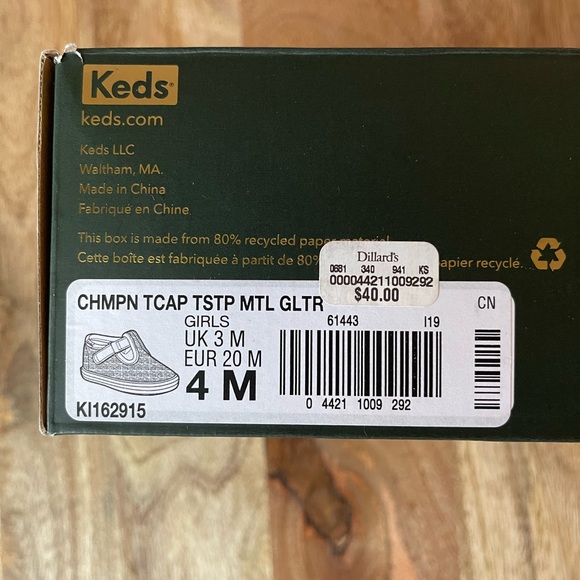 Keds
keds.com
Keds LLC
Waltham, MA.
Made in China
Fabriqué en Chine
This box is made from 80% recycled paper material.
Cette boîte est fabriquée à partir de 80% papier recyclé.
Dillard's
0681 340 941 KS
000044211009292
$40.00
CHMPN TCAP TSTP MTL GLTR
GIRLS
UK 3 M
EUR 20 M
4 M
KI162915
61443 I19
0 4421 1009 292
CN